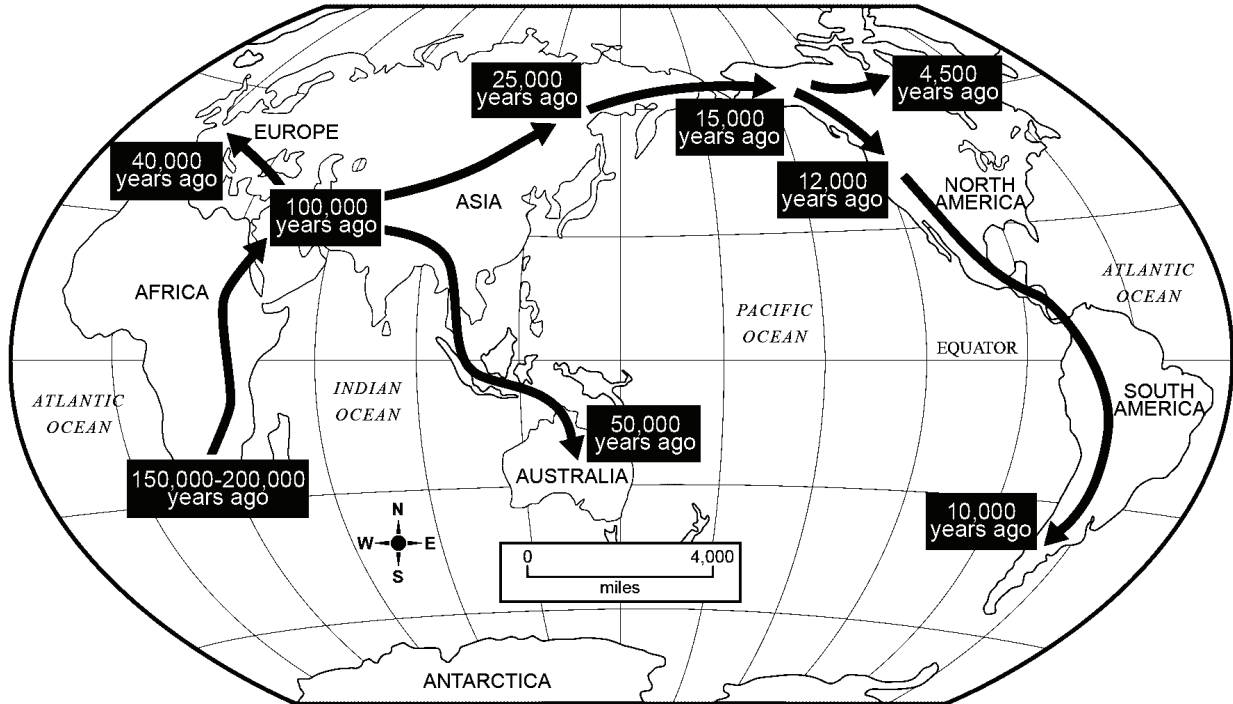 25,000
years ago
4,500
years ago
EUROPE
15,000
years ago
40,000
years ago
12,000
years ago
NORTH
AMERICA
100,000
years ago
ASIA
AFRICA
ATLANTIC
OCEAN
PACIFIC
OCEAN
EQUATOR
INDIAN
OCEAN
ATLANTIC
OCEAN
SOUTH
AMERICA
50,000
years ago
AUSTRALIA
150,000-200,000
years ago
10,000
years ago
N
W E
S
0 4,000
miles
ANTARCTICA